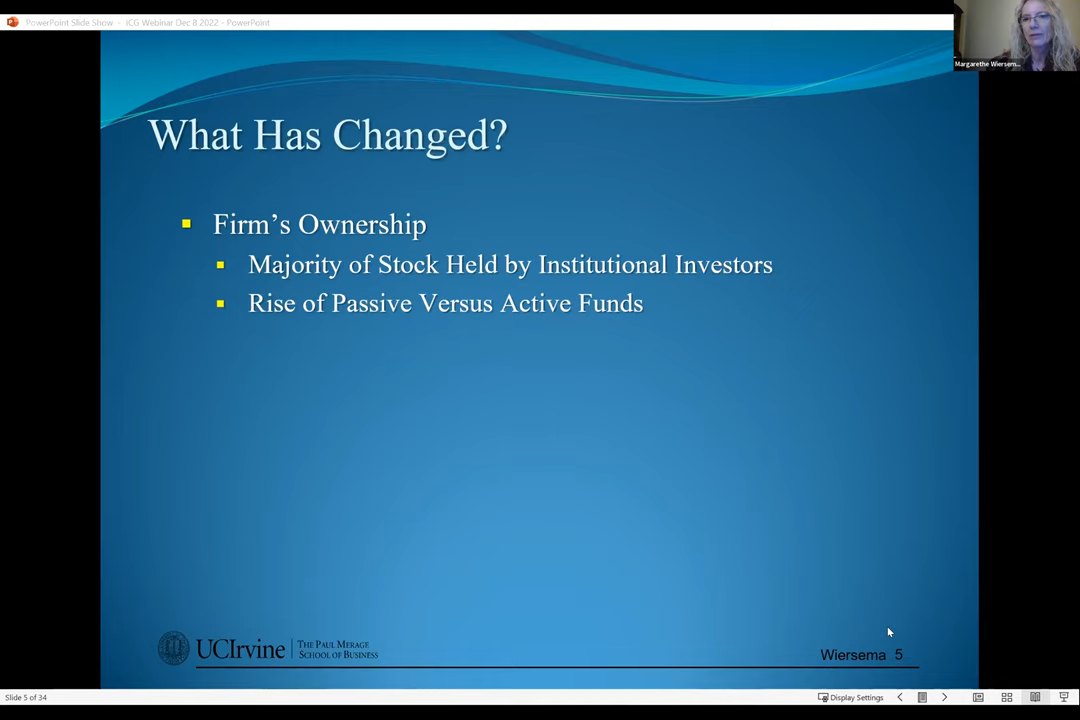 PowerPoint Slide Show - ICG Webinar Dec 8 2022 - PowerPoint
Margarethe Wiersem...
What Has Changed?
Firm's Ownership
Majority of Stock Held by Institutional Investors
Rise of Passive Versus Active Funds
UCIrvine
THE PAUL MERAGE
SCHOOL OF BUSINESS
Wiersema 5
Slide 5 of 34
Display Settings